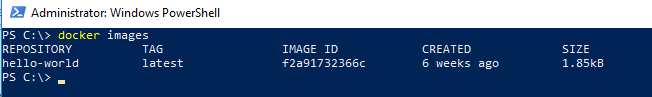 Administrator: Windows PowerShell
PS C:\> docker images
REPOSITORY TAG IMAGE ID CREATED SIZE
hello-world latest f2a91732366c 6 weeks ago 1.85kB
PS C:\>